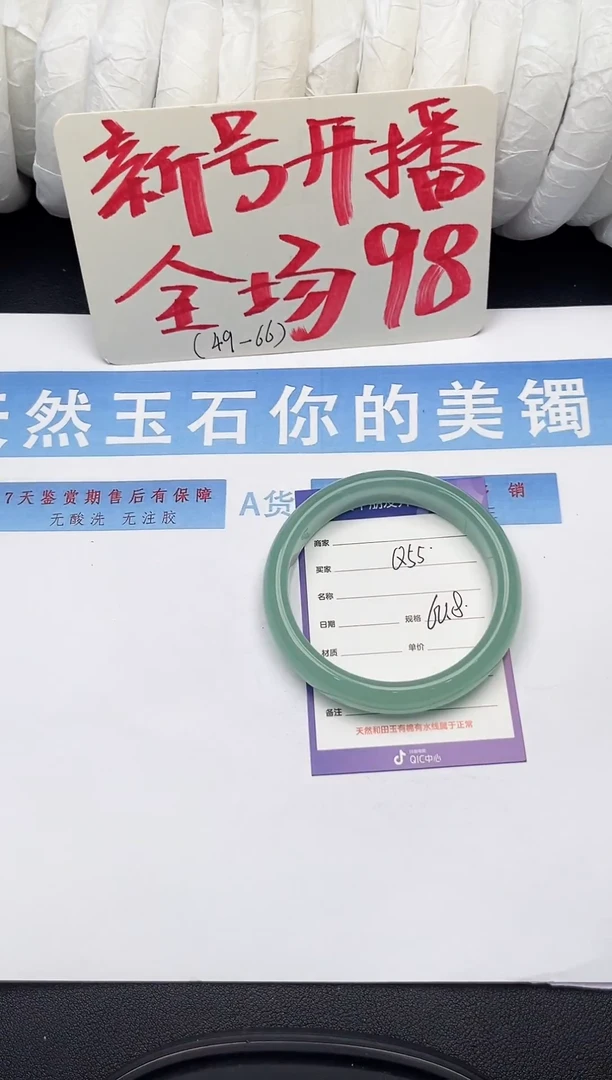 新号开播
全场98
(49-66)
天然玉石你的美镯
7天鉴赏期售后有保障
无酸洗 无注胶
A货
销
商家
买家 Q55.
名称
日期 规格
材质 单价
备注
天然和田玉有棉有水线属于正常
QIC中心